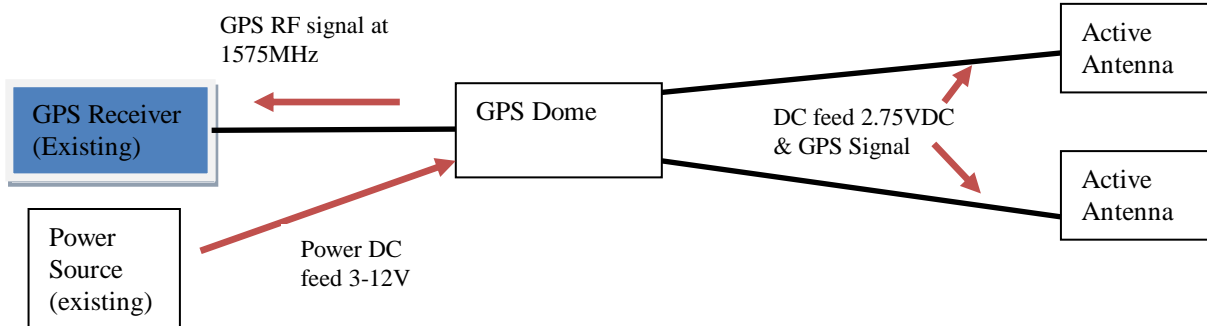 GPS RF signal at
1575MHz
GPS Receiver
(Existing)
GPS Dome
Active
Antenna
DC feed 2.75VDC
& GPS Signal
Active
Antenna
Power
Source
(existing)
Power DC
feed 3-12V